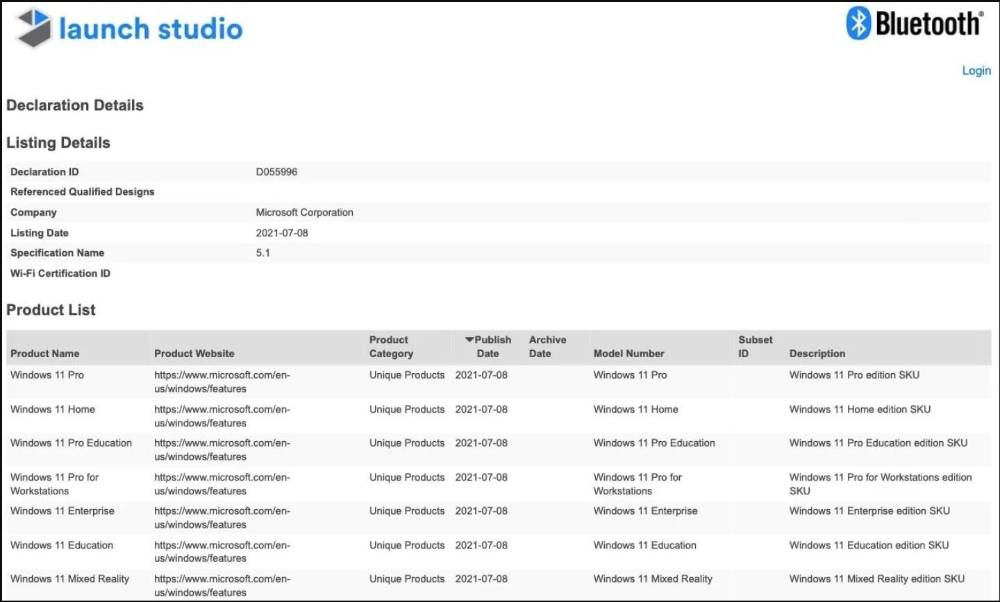 launch studio
Bluetooth®
Login
Declaration Details
Listing Details
Declaration ID D055996
Referenced Qualified Designs
Company Microsoft Corporation
Listing Date 2021-07-08
Specification Name 5.1
Wi-Fi Certification ID
Product List
Product ▼Publish Archive Subset
Product Name Product Website Category Date Date Model Number ID Description
Windows 11 Pro https://www.microsoft.com/en- Unique Products 2021-07-08 Windows 11 Pro Windows 11 Pro edition SKU
us/windows/features
Windows 11 Home https://www.microsoft.com/en- Unique Products 2021-07-08 Windows 11 Home Windows 11 Home edition SKU
us/windows/features
Windows 11 Pro Education https://www.microsoft.com/en- Unique Products 2021-07-08 Windows 11 Pro Education Windows 11 Pro Education edition SKU
us/windows/features
Windows 11 Pro for https://www.microsoft.com/en- Unique Products 2021-07-08 Windows 11 Pro for Windows 11 Pro for Workstations edition
Workstations us/windows/features Workstations SKU
Windows 11 Enterprise https://www.microsoft.com/en- Unique Products 2021-07-08 Windows 11 Enterprise Windows 11 Enterprise edition SKU
us/windows/features
Windows 11 Education https://www.microsoft.com/en- Unique Products 2021-07-08 Windows 11 Education Windows 11 Education edition SKU
us/windows/features
Windows 11 Mixed Reality https://www.microsoft.com/en- Unique Products 2021-07-08 Windows 11 Mixed Reality Windows 11 Mixed Reality edition SKU
us/windows/features